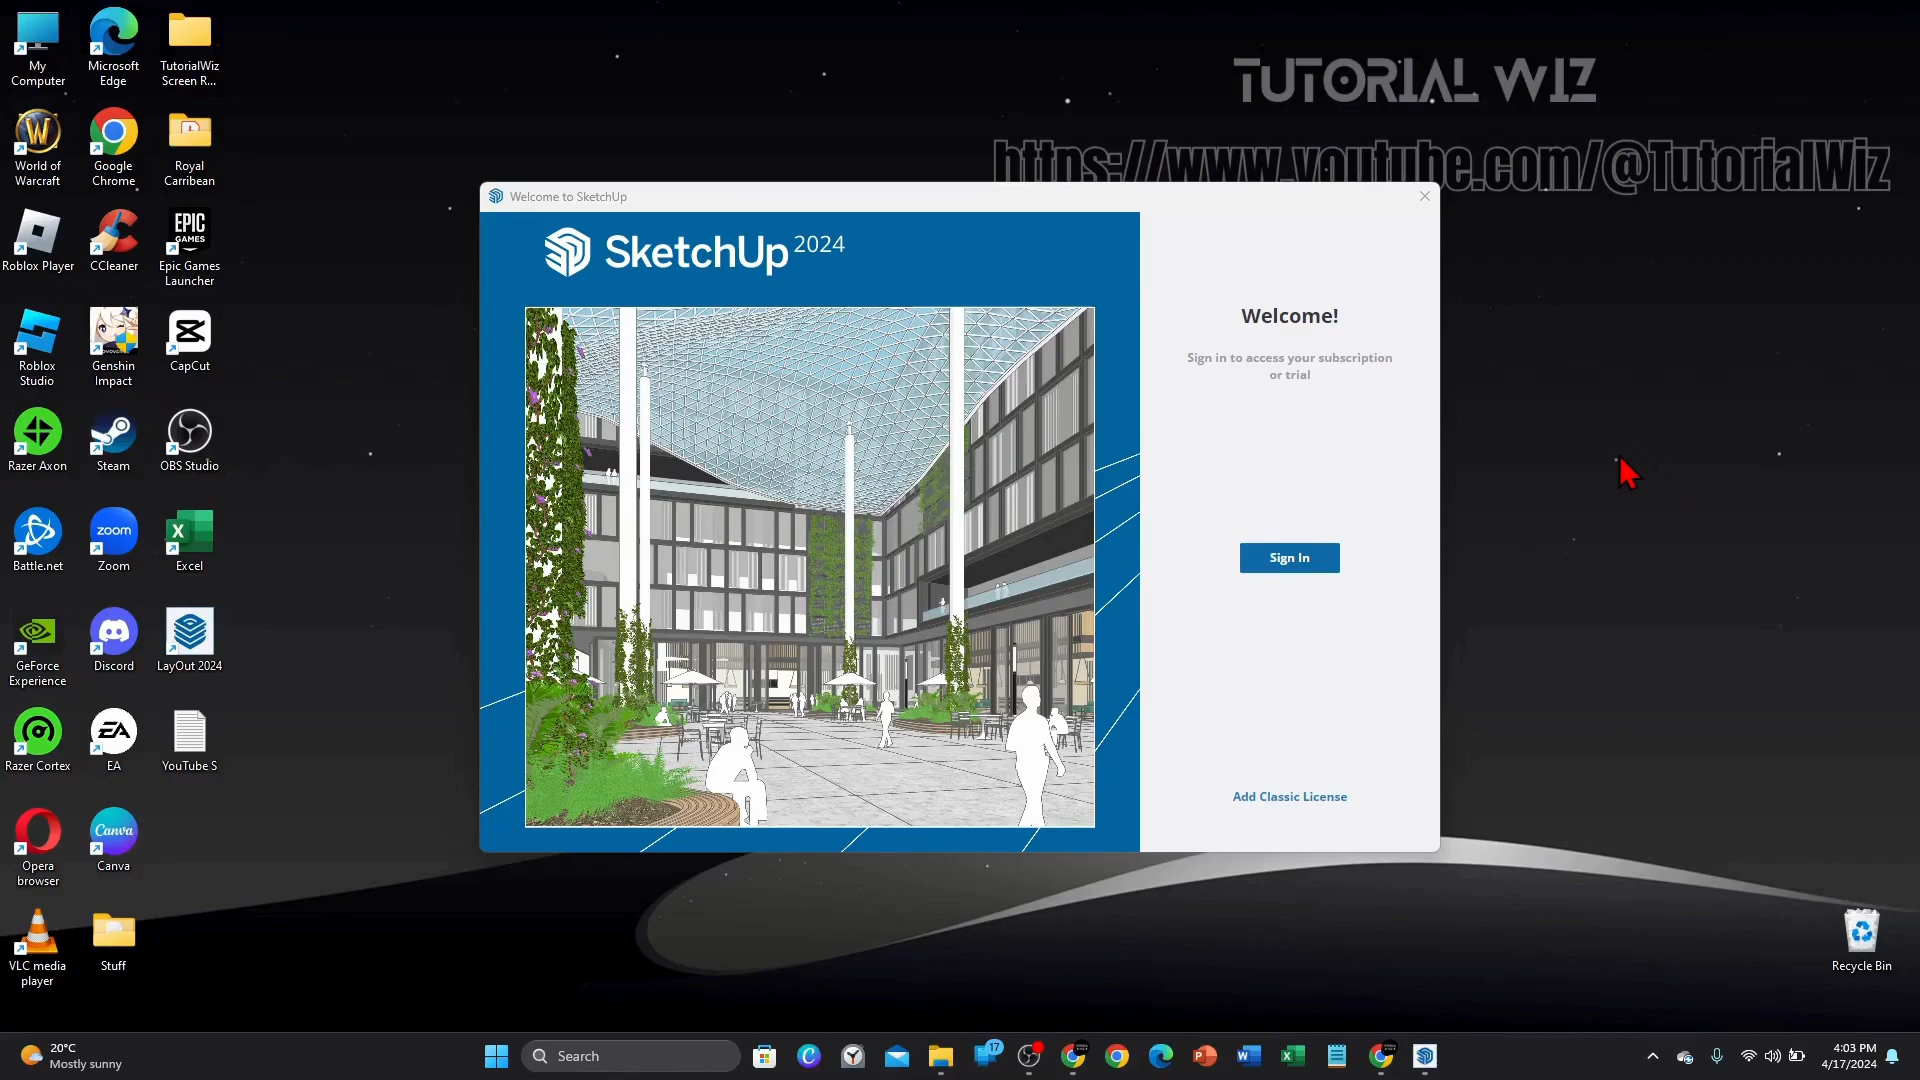 My
Computer
Microsoft
Edge
TutorialWiz
Screen R...
TUTORIAL WIZ
https://www.youtube.com/@TutorialWiz
World of
Warcraft
Google
Chrome
Royal
Carribean
Welcome to SketchUp
SketchUp 2024
Roblox Player
CCleaner
EPIC
GAMES
Epic Games
Launcher
Welcome!
Sign in to access your subscription
or trial
Roblox
Studio
Genshin
Impact
CapCut
Razer Axon
Steam
OBS Studio
Sign In
zoom
Battle.net
Zoom
Excel
GeForce
Experience
Discord
LayOut 2024
Razer Cortex
EA
YouTube S
Add Classic License
Opera
browser
Canva
Canva
VLC media
player
Stuff
Recycle Bin
20°C
Mostly sunny
Search
17
4:03 PM
4/17/2024